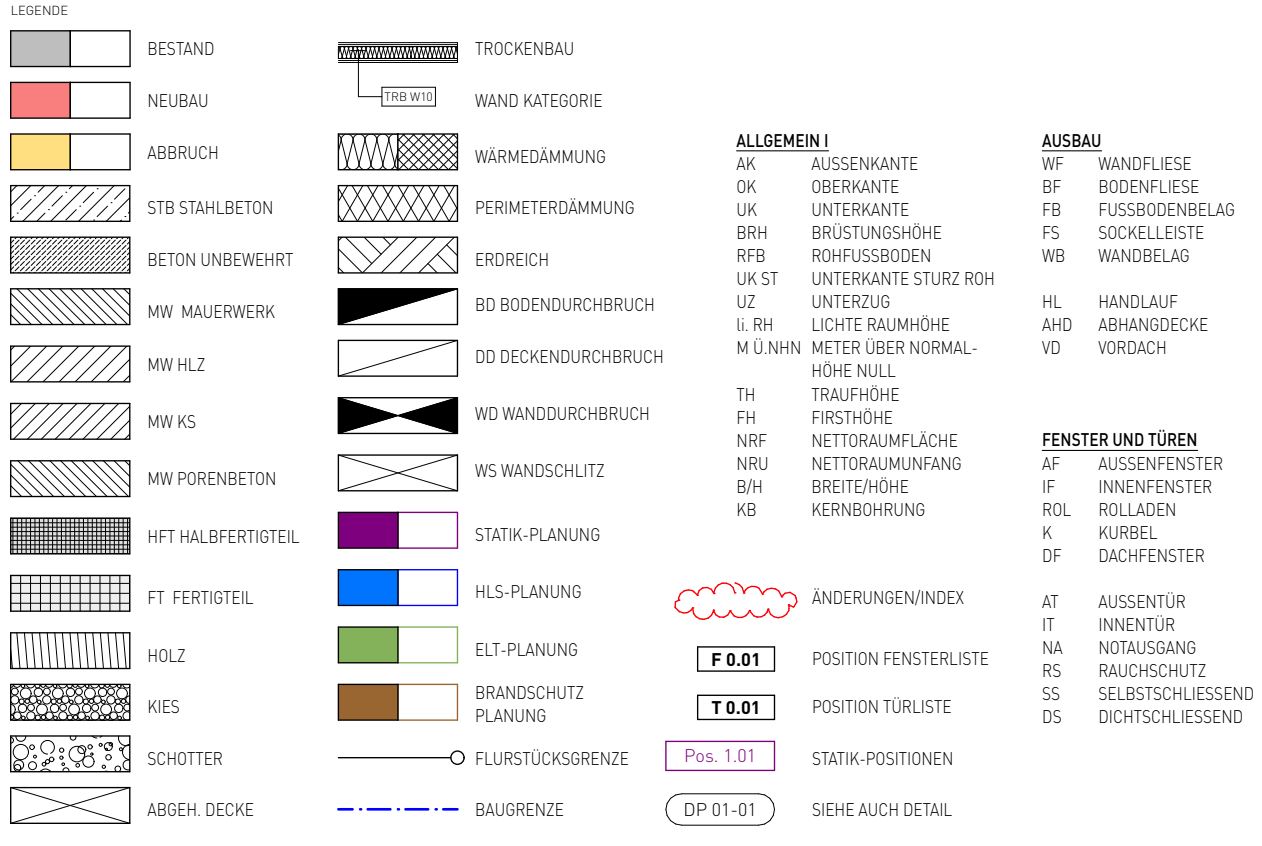 LEGENDE
BESTAND
NEUBAU
ABBRUCH
STB STAHLBETON
BETON UNBEWEHRT
MW MAUERWERK
MW HLZ
MW KS
MW PORENBETON
HFT HALBFERTIGTEIL
FT FERTIGTEIL
HOLZ
KIES
SCHOTTER
ABGEH. DECKE
TROCKENBAU
TRB W10
WAND KATEGORIE
WÄRMEDÄMMUNG
PERIMETERDÄMMUNG
ERDREICH
BD BODENDURCHBRUCH
DD DECKENDURCHBRUCH
WD WANDDURCHBRUCH
WS WANDSCHLITZ
STATIK-PLANUNG
HLS-PLANUNG
ELT-PLANUNG
BRANDSCHUTZ
PLANUNG
FLURSTÜCKSGRENZE
BAUGRENZE
ALLGEMEIN I
AK AUSSENKANTE
OK OBERKANTE
UK UNTERKANTE
BRH BRÜSTUNGSHÖHE
RFB ROHFUSSBODEN
UK ST UNTERKANTE STURZ ROH
UZ UNTERZUG
li. RH LICHTE RAUMHÖHE
M Ü.NHN METER ÜBER NORMAL-
HÖHE NULL
TH TRAUFHÖHE
FH FIRSTHÖHE
NRF NETTORAUMFLÄCHE
NRU NETTORAUMUNFANG
B/H BREITE/HÖHE
KB KERNBOHRUNG
ÄNDERUNGEN/INDEX
F 0.01 POSITION FENSTERLISTE
T 0.01 POSITION TÜRLISTE
Pos. 1.01 STATIK-POSITIONEN
DP 01-01 SIEHE AUCH DETAIL
AUSBAU
WF WANDFLIESE
BF BODENFLIESE
FB FUSSBODENBELAG
FS SOCKELLEISTE
WB WANDBELAG
HL HANDLAUF
AHD ABHANGDECKE
VD VORDACH
FENSTER UND TÜREN
AF AUSSENFENSTER
IF INNENFENSTER
ROL ROLLADEN
K KURBEL
DF DACHFENSTER
AT AUSSENTÜR
IT INNENTÜR
NA NOTAUSGANG
RS RAUCHSCHUTZ
SS SELBSTSCHLIESSEND
DS DICHTSCHLIESSEND